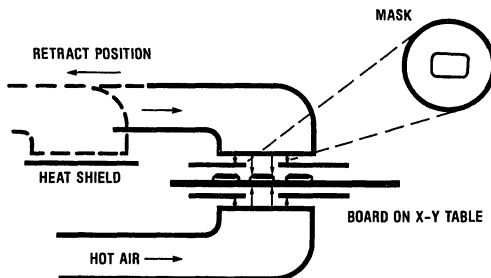 MASK
RETRACT POSITION
HEAT SHIELD
BOARD ON X-Y TABLE
HOT AIR